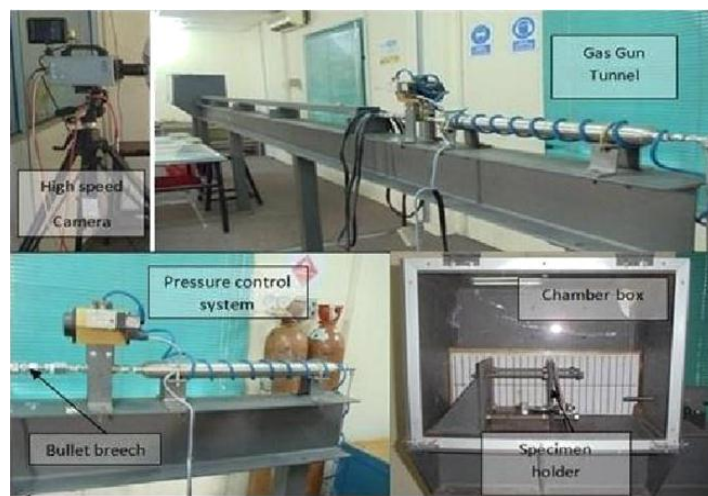 Gas Gun
Tunnel
High speed
Camera
Pressure control
system
Chamber box
Bullet breech
Specimen
holder